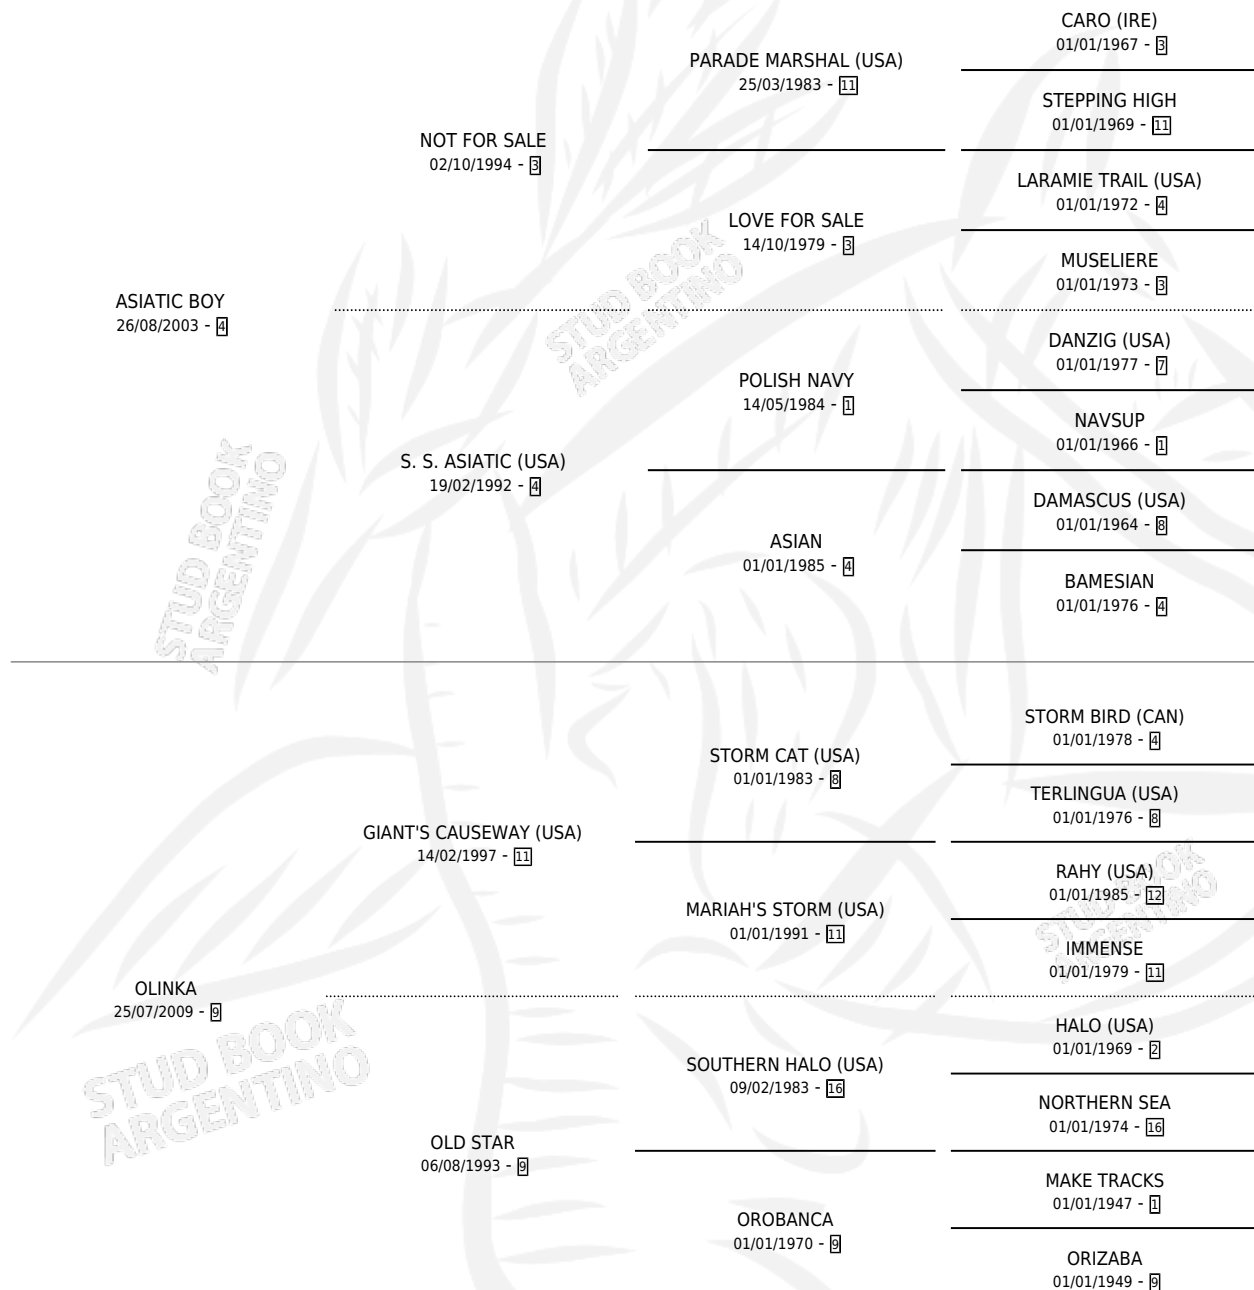 CARO (IRE)
01/01/1967 - 3
PARADE MARSHAL (USA)
25/03/1983 - 11
STEPPING HIGH
01/01/1969 - 11
NOT FOR SALE
02/10/1994 - 3
LARAMIE TRAIL (USA)
01/01/1972 - 4
LOVE FOR SALE
14/10/1979 - 3
MUSELIERE
01/01/1973 - 3
ASIATIC BOY
26/08/2003 - 4
STUD BOOK
ARGENTINO
DANZIG (USA)
01/01/1977 - 7
POLISH NAVY
14/05/1984 - 1
NAVSUP
01/01/1966 - 1
S. S. ASIATIC (USA)
19/02/1992 - 4
DAMASCUS (USA)
01/01/1964 - 8
ASIAN
01/01/1985 - 4
BAMESIAN
01/01/1976 - 4
STUD BOOK
ARGENTINO
STORM BIRD (CAN)
01/01/1978 - 4
STORM CAT (USA)
01/01/1983 - 8
TERLINGUA (USA)
01/01/1976 - 8
GIANT'S CAUSEWAY (USA)
14/02/1997 - 11
RAHY (USA)
01/01/1985 - 12
MARIAH'S STORM (USA)
01/01/1991 - 11
IMMENSE
01/01/1979 - 11
STUD BOOK
ARGENTINO
OLINKA
25/07/2009 - 9
STUD BOOK
ARGENTINO
HALO (USA)
01/01/1969 - 2
SOUTHERN HALO (USA)
09/02/1983 - 16
NORTHERN SEA
01/01/1974 - 16
OLD STAR
06/08/1993 - 9
MAKE TRACKS
01/01/1947 - 1
OROBANCA
01/01/1970 - 9
ORIZABA
01/01/1949 - 9